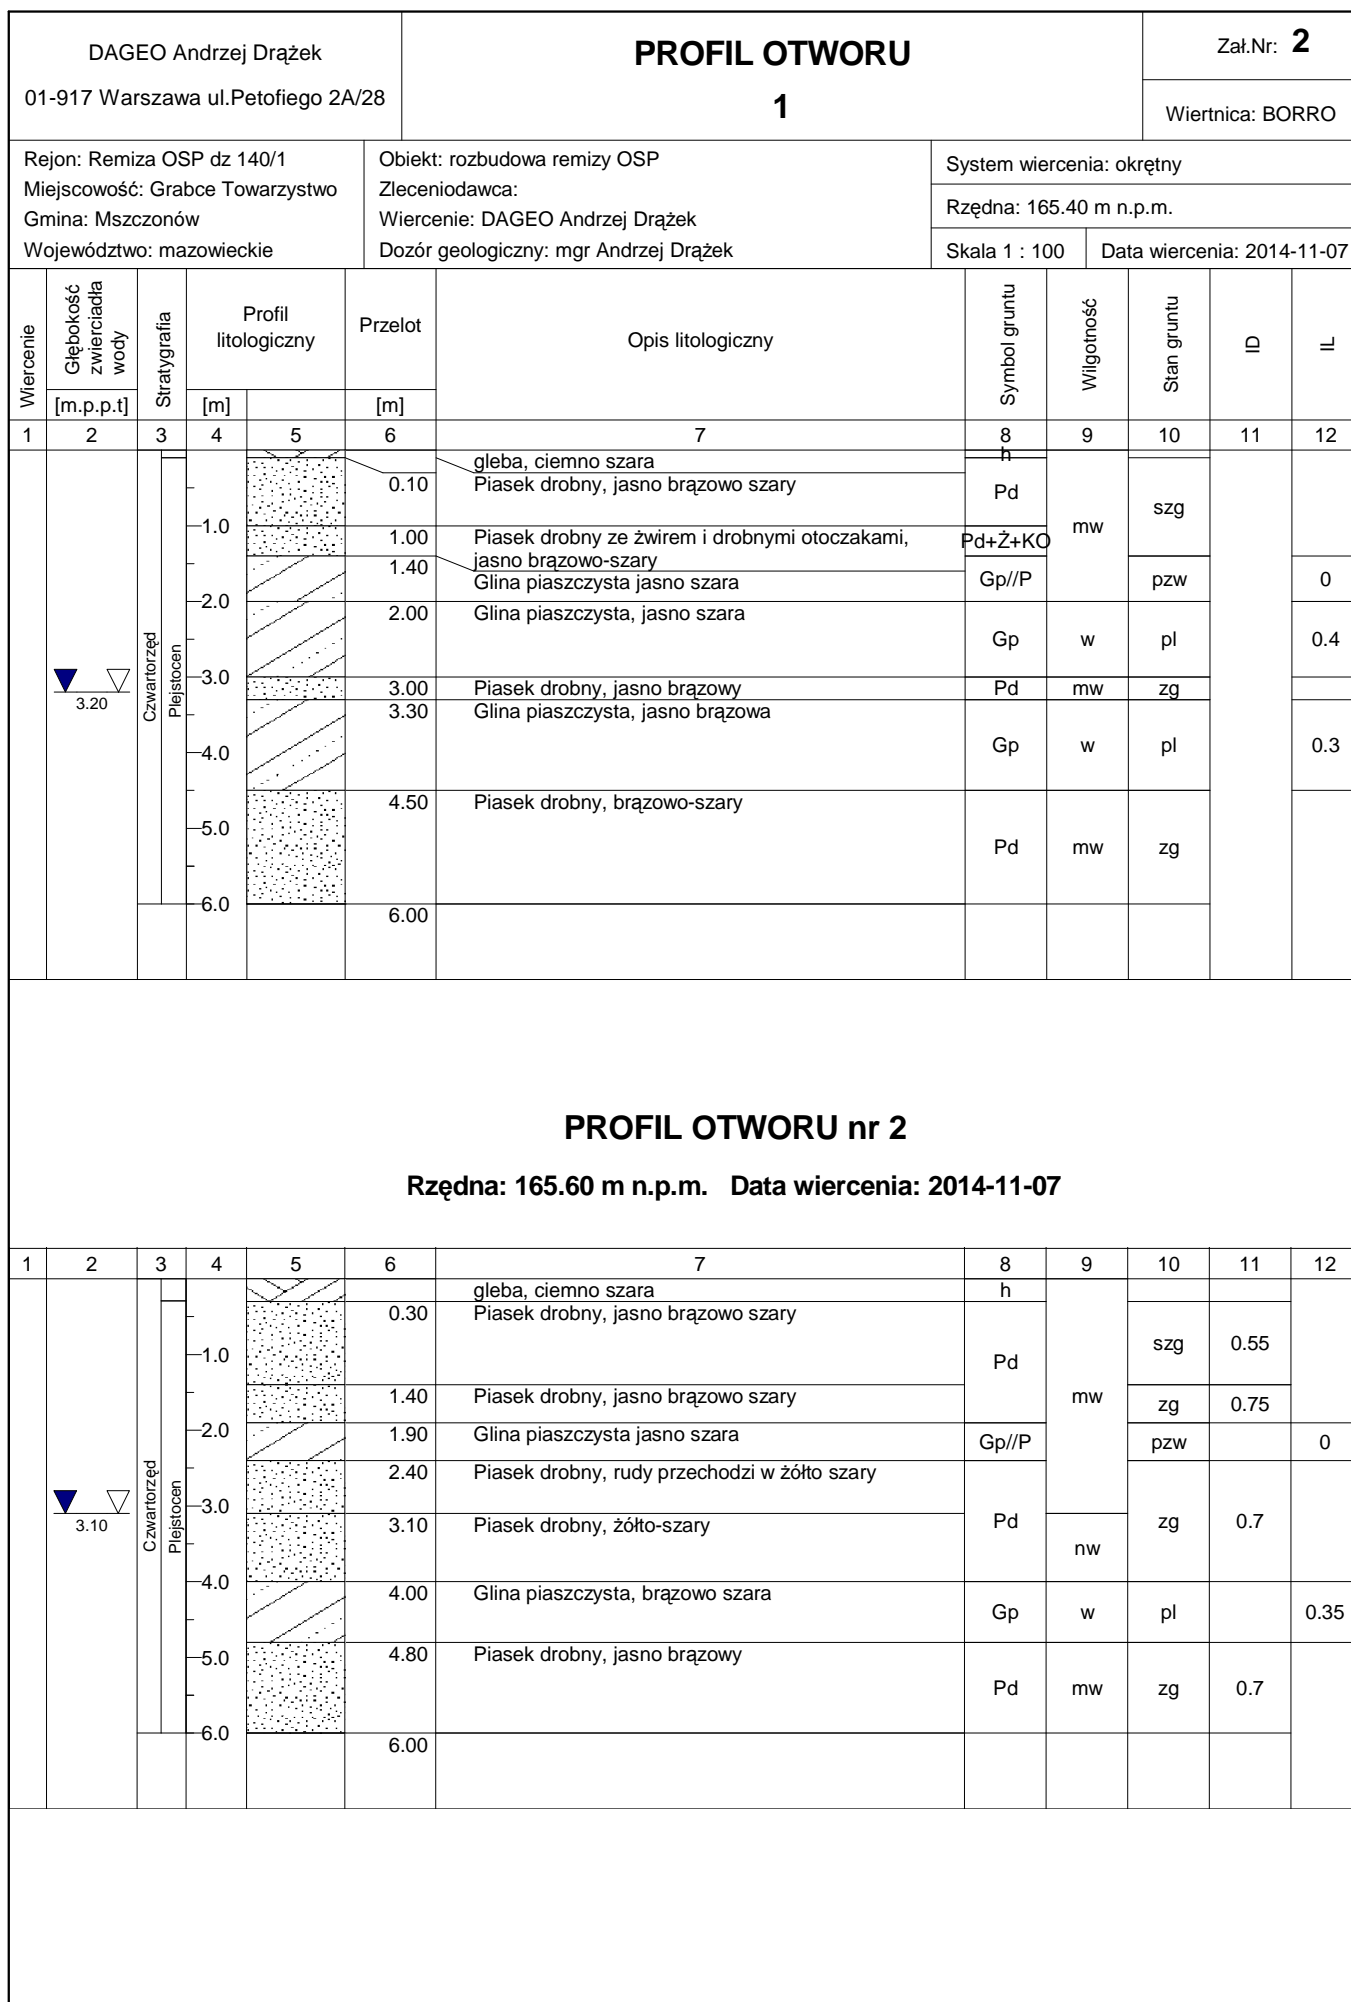 DAGEO Andrzej Drążek
01-917 Warszawa ul.Petofiego 2A/28
PROFIL OTWORU
1
Zał.Nr: 2
Wiertnica: BORRO
Rejon: Remiza OSP dz 140/1
Miejscowość: Grabce Towarzystwo
Gmina: Mszczonów
Województwo: mazowieckie
Obiekt: rozbudowa remizy OSP
Zleceniodawca:
Wiercenie: DAGEO Andrzej Drążek
Dozór geologiczny: mgr Andrzej Drążek
System wiercenia: okrętny
Rzędna: 165.40 m n.p.m.
Skala 1 : 100 Data wiercenia: 2014-11-07
Wiercenie
Głębokość
zwierciadła
wody
[m.p.p.t]
Stratygrafia
Profil
litologiczny
[m]
Przelot
[m]
Opis litologiczny
Symbol gruntu
Wilgotność
Stan gruntu
ID
IL
1 2 3 4 5 6 7 8 9 10 11 12
gleba, ciemno szara h
0.10 Piasek drobny, jasno brązowo szary Pd
szg
mw
1.0
1.00 Piasek drobny ze żwirem i drobnymi otoczakami, Pd+Ż+KO
jasno brązowo-szary
1.40 Glina piaszczysta jasno szara Gp//P pzw 0
2.0
2.00 Glina piaszczysta, jasno szara
Gp w pl 0.4
3.0
3.00 Piasek drobny, jasno brązowy Pd mw zg
3.20
3.30 Glina piaszczysta, jasno brązowa
Czwartorzęd
Plejstocen
4.0 Gp w pl 0.3
4.50 Piasek drobny, brązowo-szary
5.0
Pd mw zg
6.0
6.00
PROFIL OTWORU nr 2
Rzędna: 165.60 m n.p.m. Data wiercenia: 2014-11-07
1 2 3 4 5 6 7 8 9 10 11 12
gleba, ciemno szara h
0.30 Piasek drobny, jasno brązowo szary
szg 0.55
1.0 Pd
1.40 Piasek drobny, jasno brązowo szary mw zg 0.75
2.0
1.90 Glina piaszczysta jasno szara Gp//P pzw 0
2.40 Piasek drobny, rudy przechodzi w żółto szary
3.0
3.10
3.10 Piasek drobny, żółto-szary Pd zg 0.7
nw
Czwartorzęd
Plejstocen
4.0
4.00 Glina piaszczysta, brązowo szara
Gp w pl 0.35
5.0
4.80 Piasek drobny, jasno brązowy
Pd mw zg 0.7
6.0
6.00